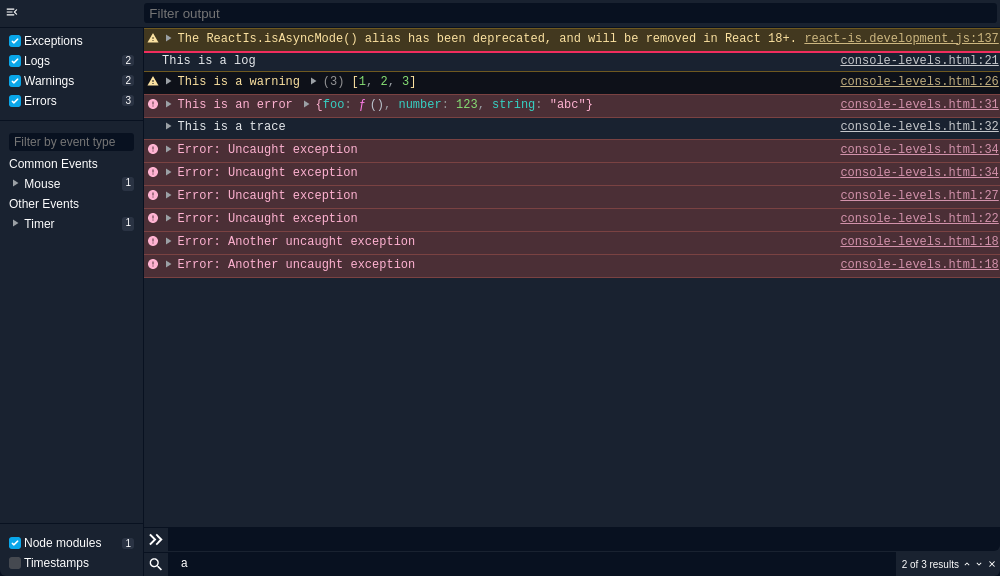 Filter output
Exceptions
Logs 2
Warnings 2
Errors 3
Filter by event type
Common Events
Mouse 1
Other Events
Timer 1
Node modules 1
Timestamps
The ReactIs.isAsyncMode() alias has been deprecated, and will be removed in React 18+. react-is.development.js:137
This is a log console-levels.html:21
This is a warning (3) [1, 2, 3] console-levels.html:26
This is an error {foo: ƒ (), number: 123, string: "abc"} console-levels.html:31
This is a trace console-levels.html:32
Error: Uncaught exception console-levels.html:34
Error: Uncaught exception console-levels.html:34
Error: Uncaught exception console-levels.html:27
Error: Uncaught exception console-levels.html:22
Error: Another uncaught exception console-levels.html:18
Error: Another uncaught exception console-levels.html:18
a 2 of 3 results